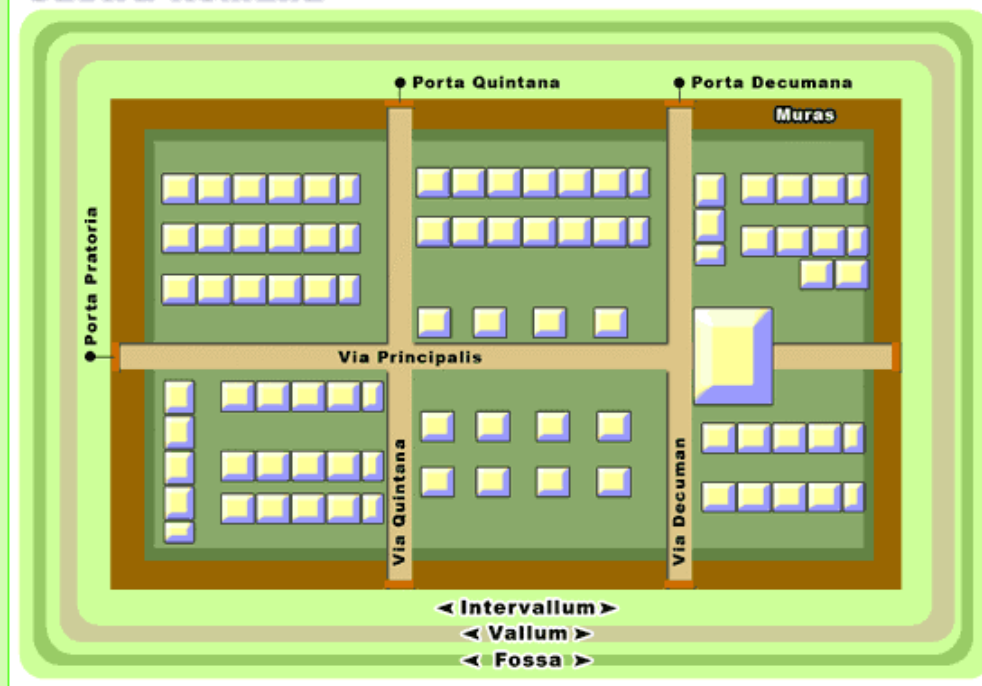 Porta Quintana
Porta Decumana
Muras
Porta Pratoria
Via Principalis
Via Quintana
Via Decuman
Intervallum
Vallum
Fossa